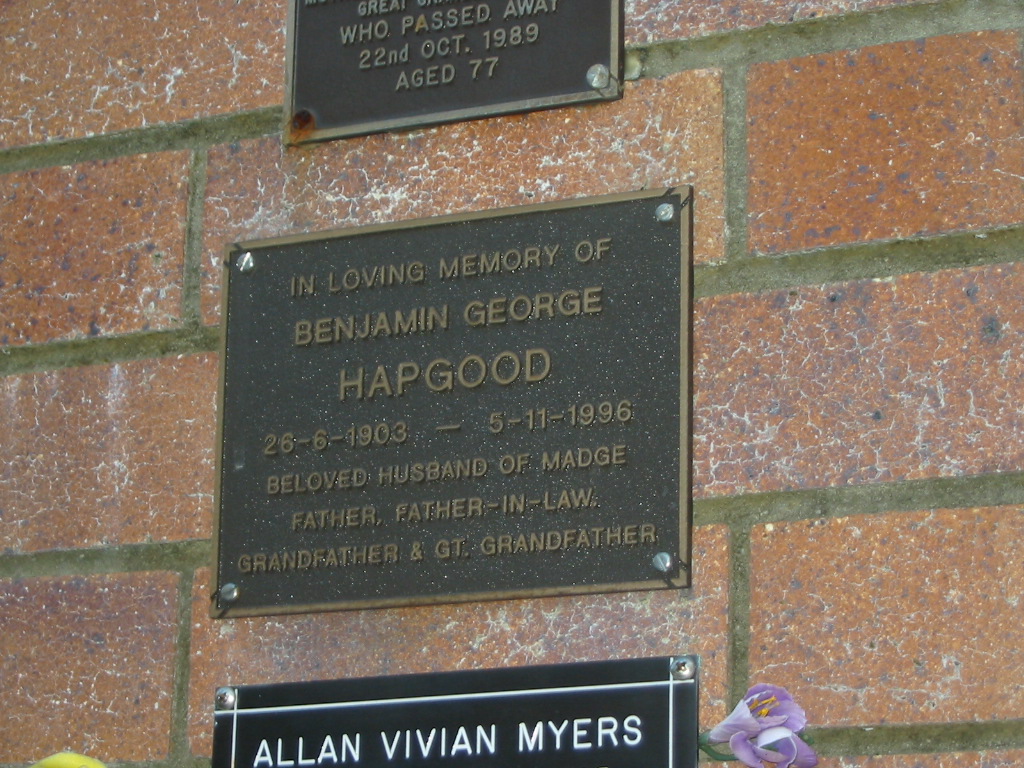 GREAT
WHO PASSED AWAY
22nd OCT. 1989
AGED 77
IN LOVING MEMORY OF
BENJAMIN GEORGE
HAPGOOD
26-6-1903 — 5-11-1996
BELOVED HUSBAND OF MADGE
FATHER, FATHER-IN-LAW,
GRANDFATHER & GT. GRANDFATHER
ALLAN VIVIAN MYERS